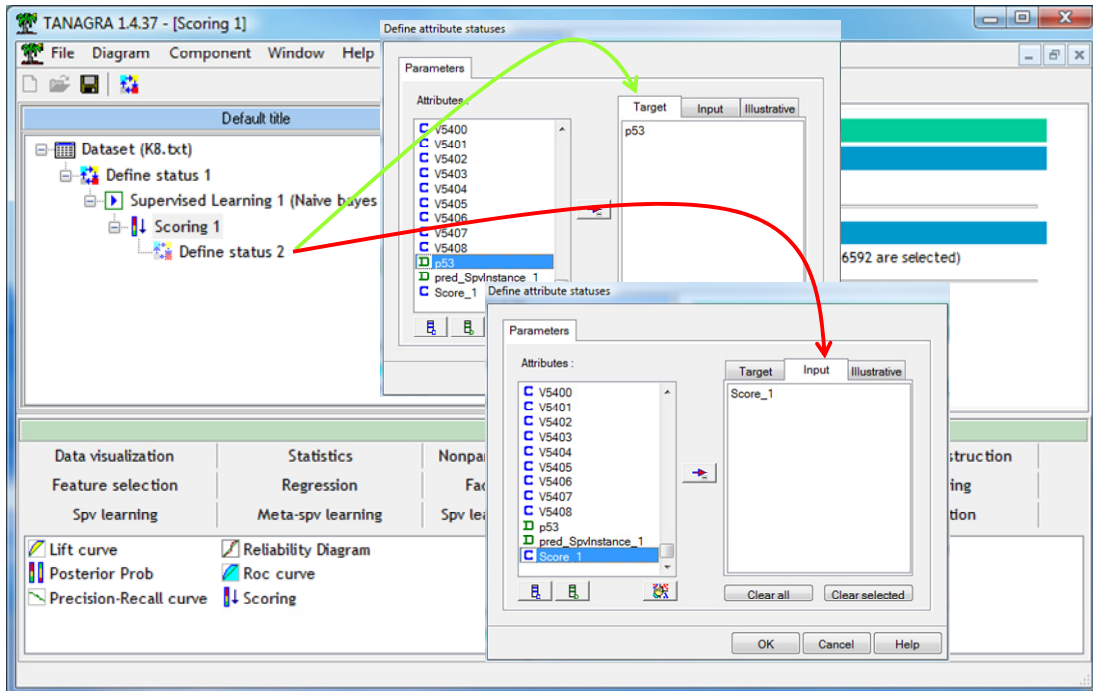 TANAGRA 1.4.37 - [Scoring 1]
File Diagram Component Window Help
Default title
Dataset (K8.txt)
Define status 1
Supervised Learning 1 (Naive bayes
Scoring 1
Define status 2
Define attribute statuses
Parameters
Attributes :
V5400
V5401
V5402
V5403
V5404
V5405
V5406
V5407
V5408
p53
pred_SpvInstance_1
Score_1
Target Input Illustrative
p53
6592 are selected)
Define attribute statuses
Parameters
Attributes :
V5400
V5401
V5402
V5403
V5404
V5405
V5406
V5407
V5408
p53
pred_SpvInstance_1
Score_1
Target Input Illustrative
Score_1
Clear all Clear selected
OK Cancel Help
Data visualization Statistics Nonpa struction
Feature selection Regression Fac ing
Spv learning Meta-spv learning Spv lea tion
Lift curve Reliability Diagram
Posterior Prob Roc curve
Precision-Recall curve Scoring